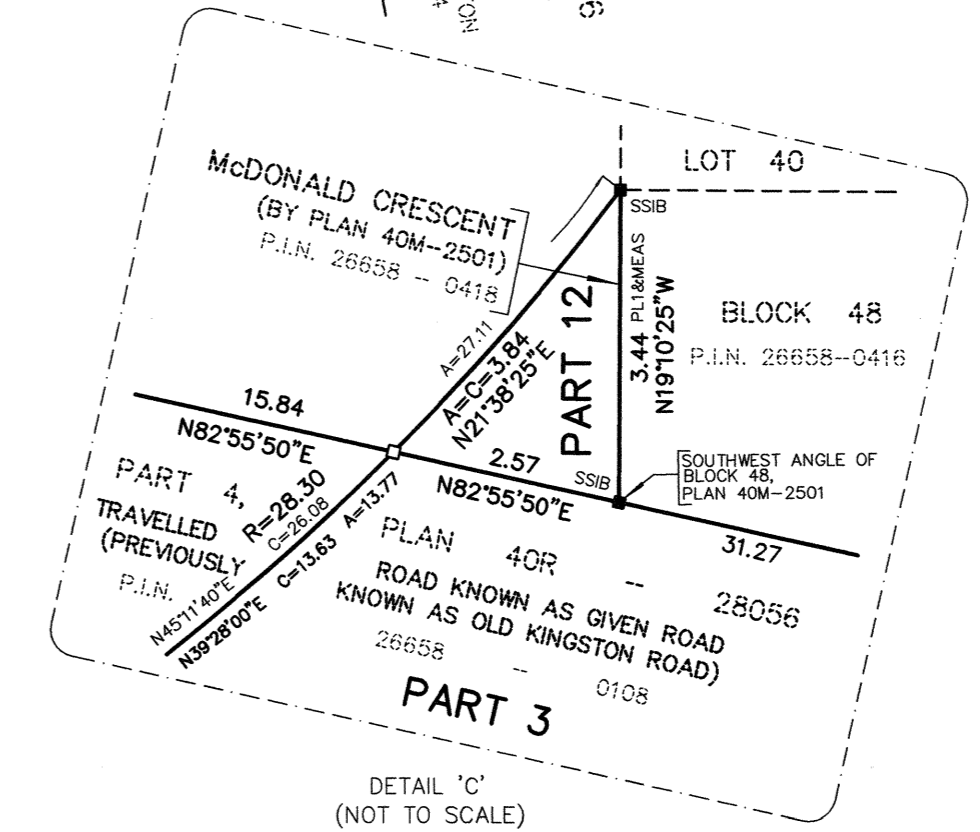 LOT 40
McDONALD CRESCENT
(BY PLAN 40M--2501)
P.I.N. 26658 -- 0418
SSIB
3.44 PL1&MEAS
N19°10'25"W
BLOCK 48
P.I.N. 26658--0416
PART 12
A=27.11
A=C=3.84
N21°38'25"E
15.84
N82°55'50"E
2.57
N82°55'50"E
SSIB
SOUTHWEST ANGLE OF
BLOCK 48,
PLAN 40M-2501
31.27
PART 4,
TRAVELLED
(PREVIOUSLY
P.I.N.
R=28.30
C=26.08
A=13.77
C=13.63
N45°11'40"E
N39°28'00"E
PLAN 40R -- 28056
ROAD KNOWN AS GIVEN ROAD
KNOWN AS OLD KINGSTON ROAD)
26658 -- 0108
PART 3
DETAIL 'C'
(NOT TO SCALE)